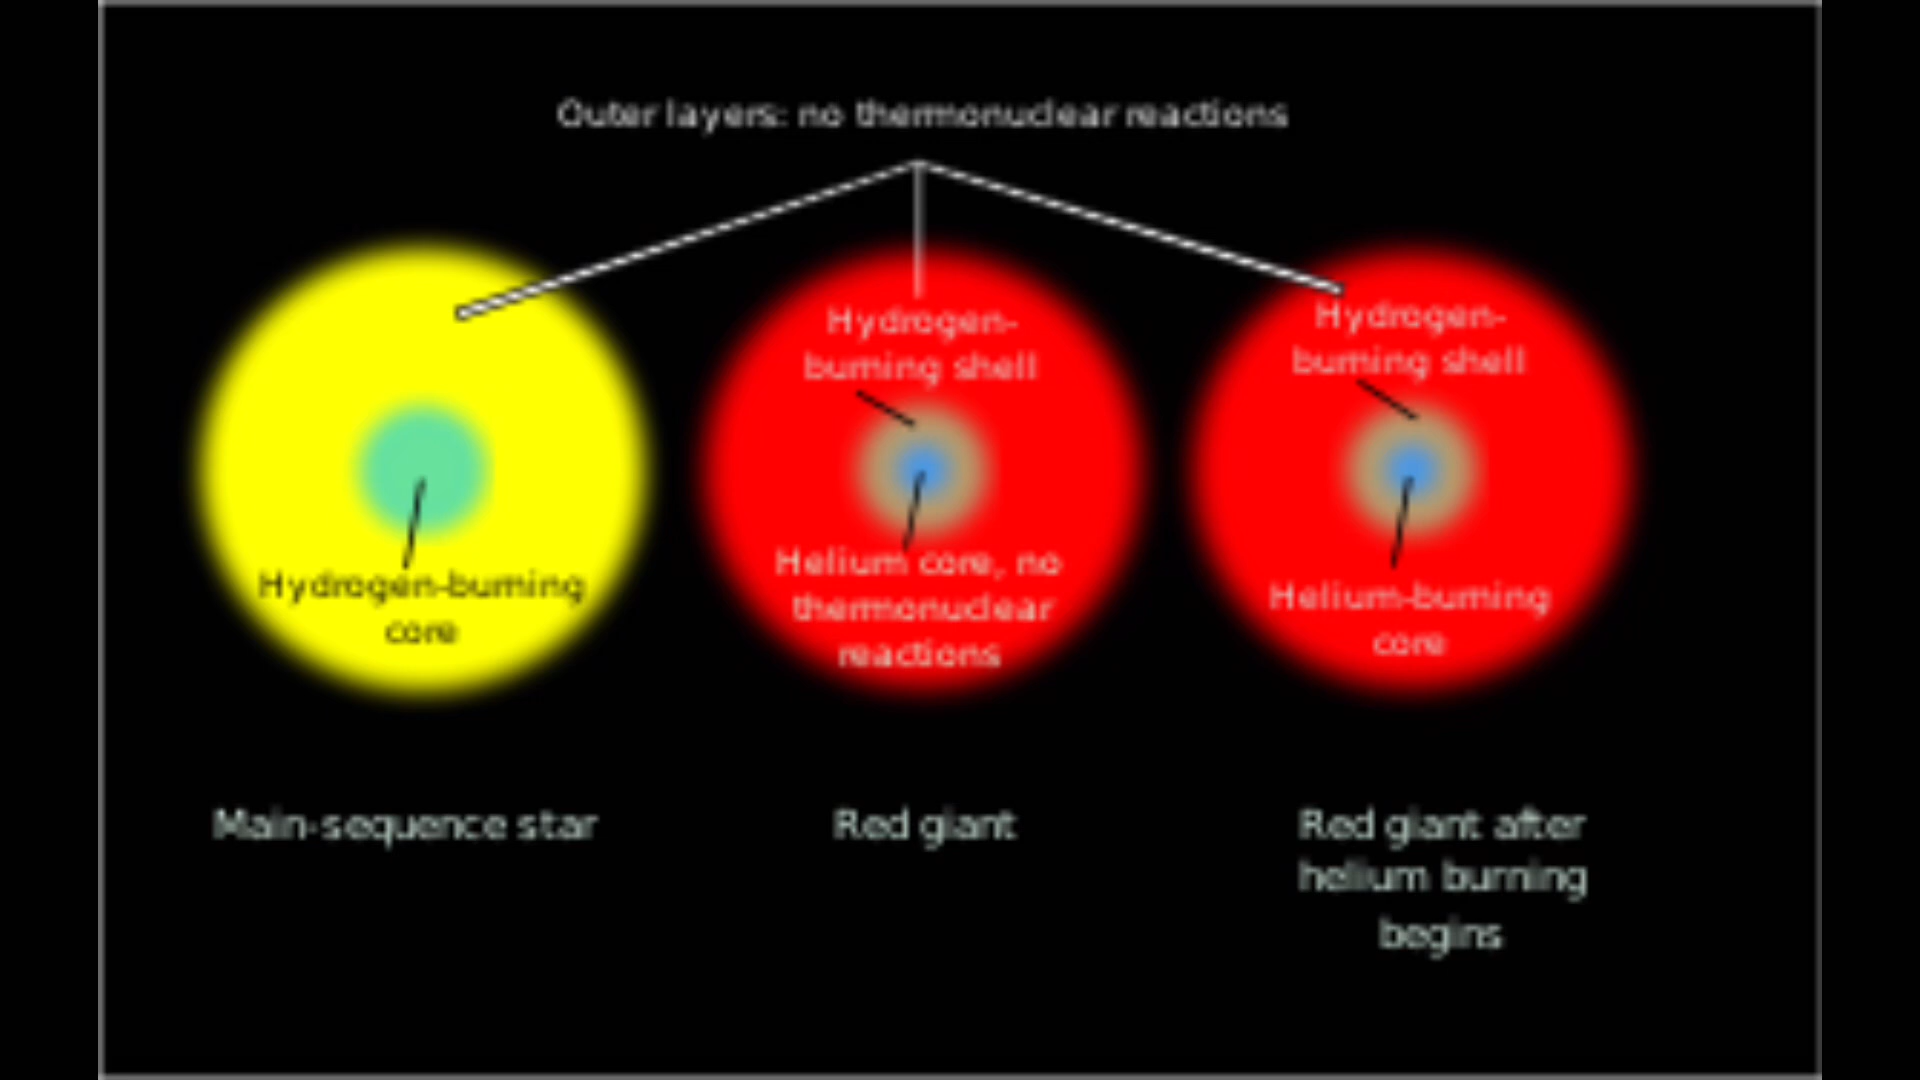 Outer layers: no thermonuclear reactions
Hydrogen-
burning shell
Hydrogen-
burning shell
Hydrogen-burning
core
Helium core, no
thermonuclear
reactions
Helium-burning
core
Main-sequence star
Red giant
Red giant after
helium burning
begins